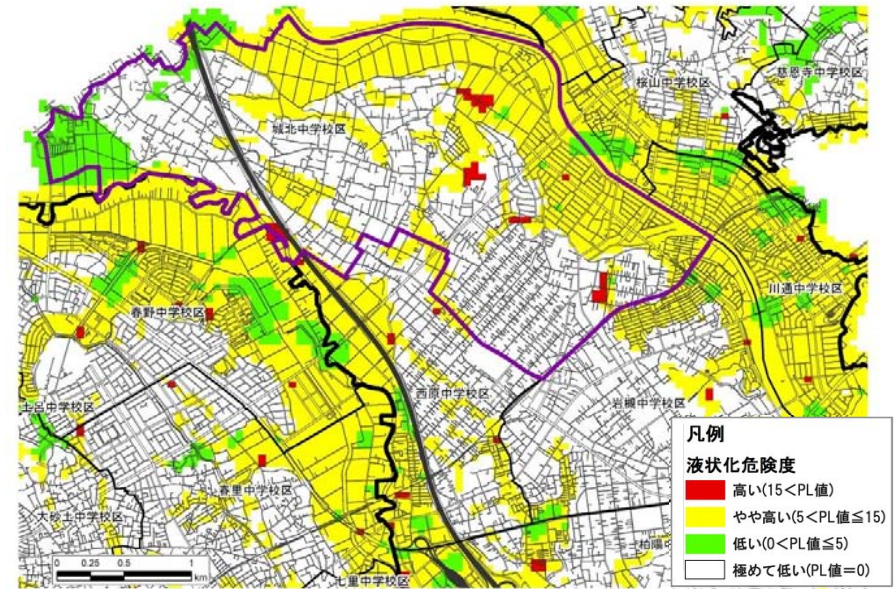 慈恩寺中学校区
桜山中学校区
城北中学校区
川通中学校区
春野中学校区
西原中学校区
土呂中学校区
岩槻中学校区
春里中学校区
大砂土中学校区
柏陽
七里中学校区
0 0.25 0.5 1
km
凡例
液状化危険度
高い(15<PL値)
やや高い(5<PL値≦15)
低い(0<PL値≦5)
極めて低い(PL値=0)